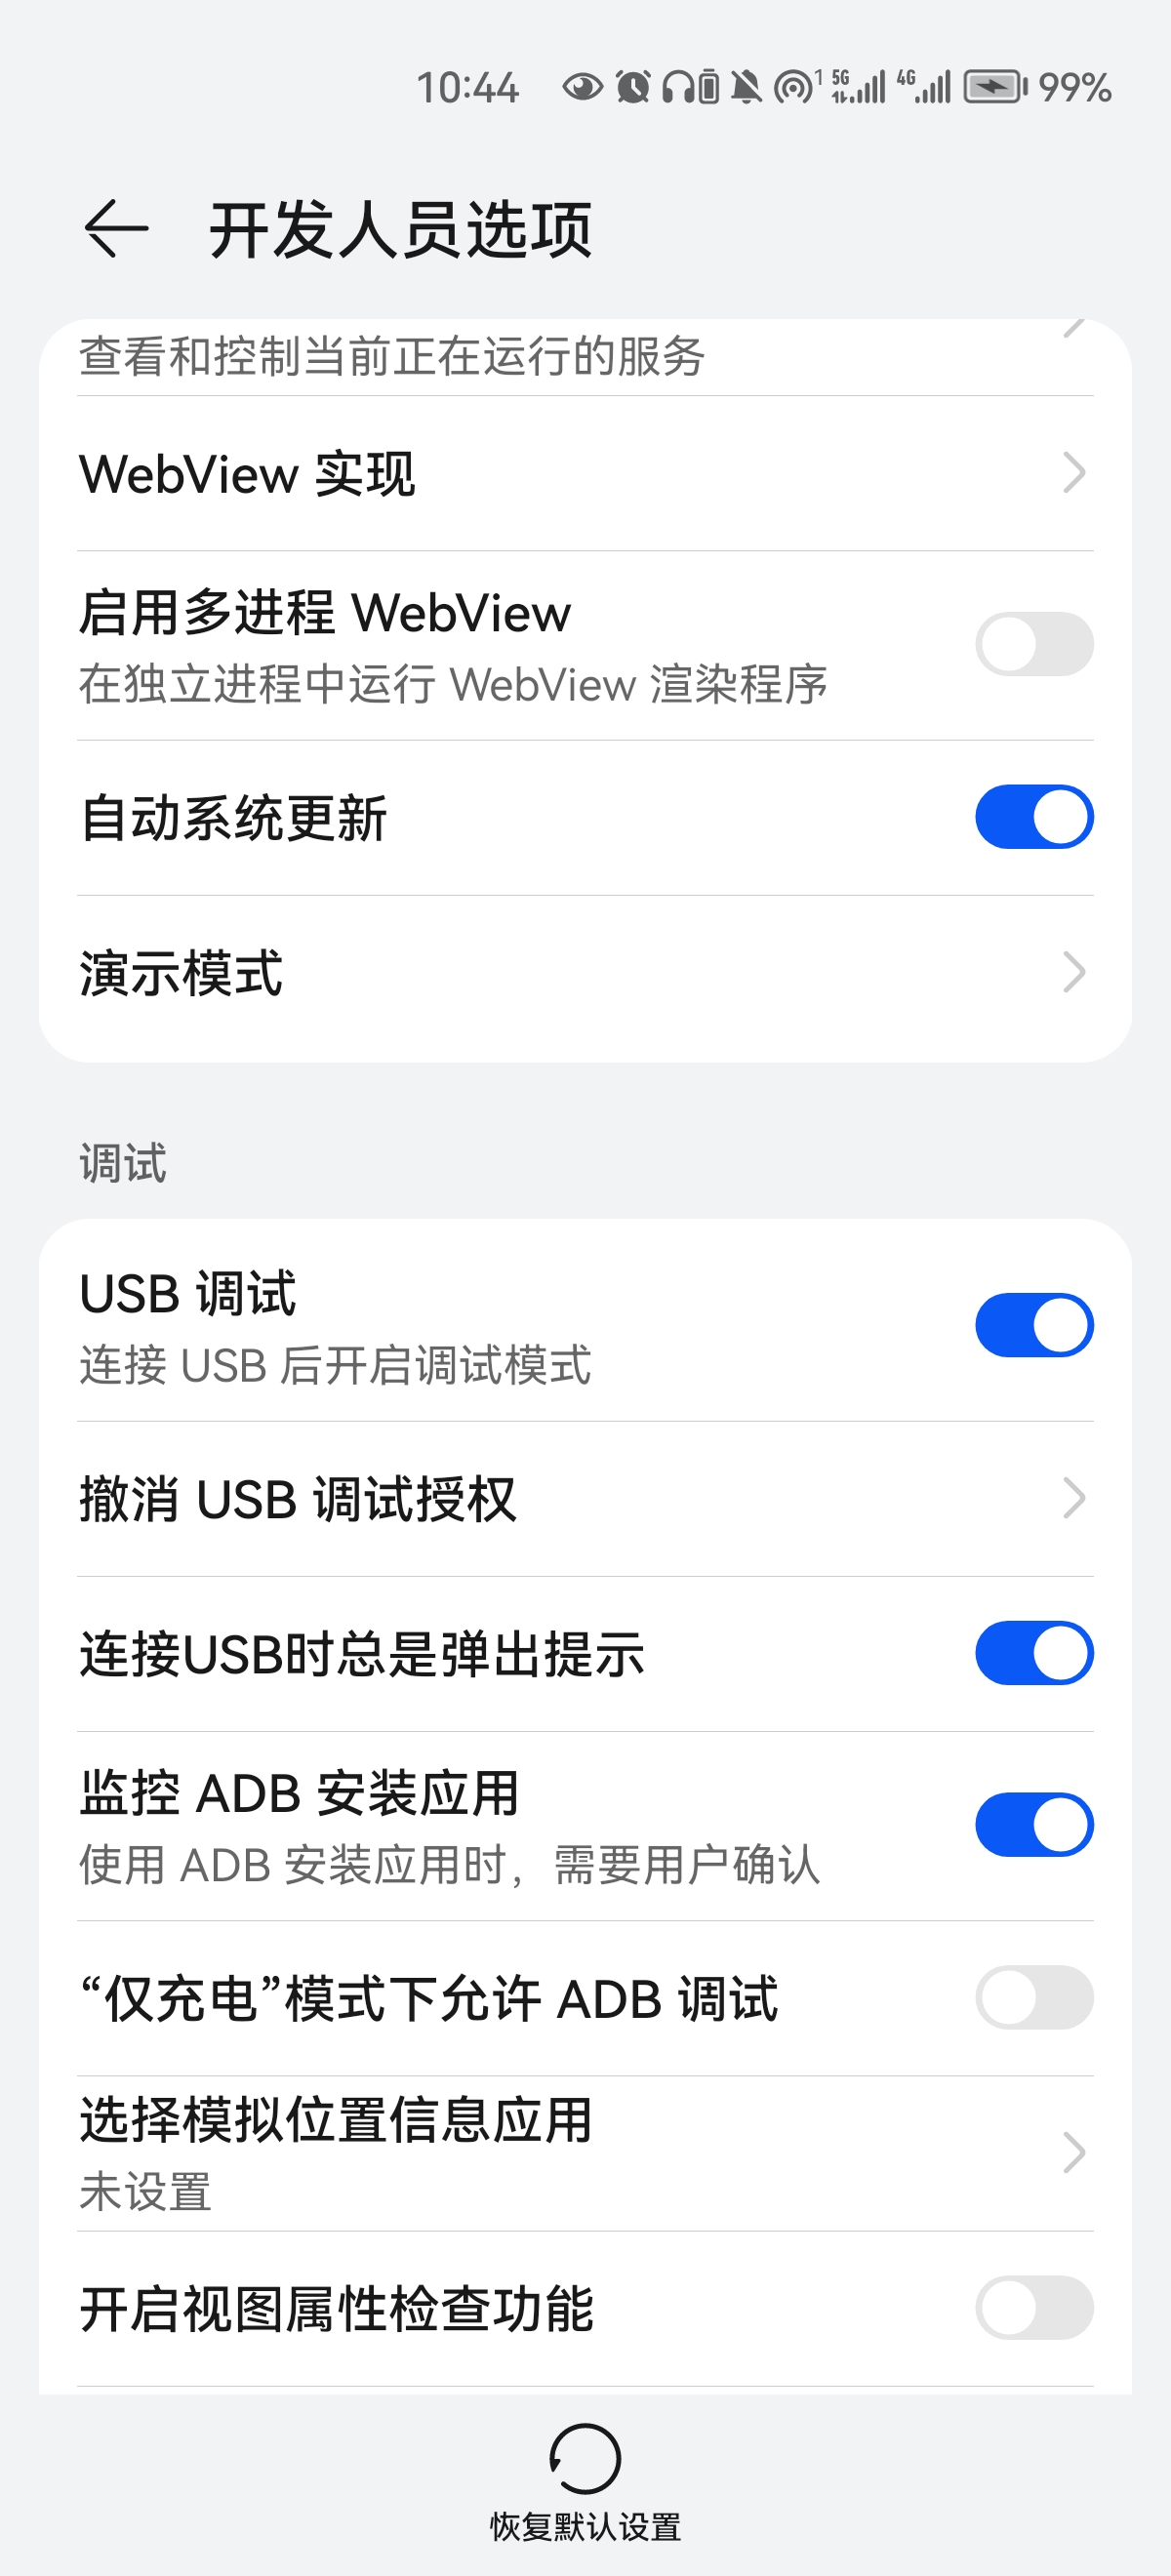 10:44 1 5G 4G 99%
开发人员选项
查看和控制当前正在运行的服务
WebView 实现
启用多进程 WebView
在独立进程中运行 WebView 渲染程序
自动系统更新
演示模式
调试
USB 调试
连接 USB 后开启调试模式
撤消 USB 调试授权
连接USB时总是弹出提示
监控 ADB 安装应用
使用 ADB 安装应用时，需要用户确认
“仅充电”模式下允许 ADB 调试
选择模拟位置信息应用
未设置
开启视图属性检查功能
恢复默认设置